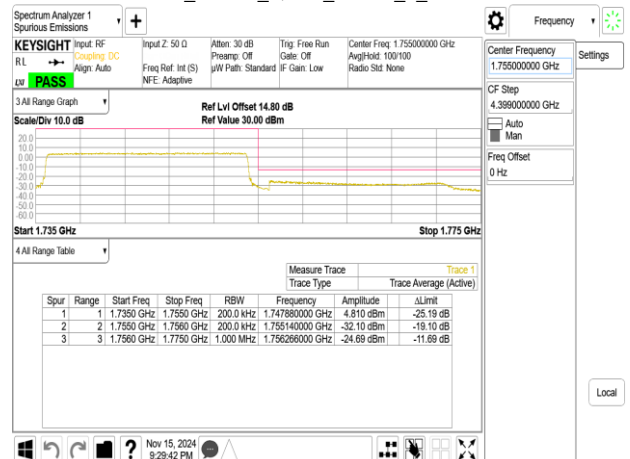 Spectrum Analyzer 1
Spurious Emissions
Frequency
KEYSIGHT
RL
LXI PASS
Input: RF
Coupling: DC
Align: Auto
Input Z: 50 Ω
Freq Ref: Int (S)
NFE: Adaptive
Atten: 30 dB
Preamp: Off
µW Path: Standard
Trig: Free Run
Gate: Off
IF Gain: Low
Center Freq: 1.755000000 GHz
Avg|Hold: 100/100
Radio Std: None
Center Frequency
1.755000000 GHz
Settings
CF Step
4.399000000 GHz
Auto
Man
Freq Offset
0 Hz
3 All Range Graph
Scale/Div 10.0 dB
Ref Lvl Offset 14.80 dB
Ref Value 30.00 dBm
20.0
10.0
0.00
-10.0
-20.0
-30.0
-40.0
-50.0
-60.0
Start 1.735 GHz
Stop 1.775 GHz
4 All Range Table
Measure Trace Trace 1
Trace Type Trace Average (Active)
Spur Range Start Freq Stop Freq RBW Frequency Amplitude ΔLimit
1 1 1.7350 GHz 1.7550 GHz 200.0 kHz 1.747880000 GHz 4.810 dBm -25.19 dB
2 2 1.7550 GHz 1.7560 GHz 200.0 kHz 1.755140000 GHz -32.10 dBm -19.10 dB
3 3 1.7560 GHz 1.7750 GHz 1.000 MHz 1.756266000 GHz -24.69 dBm -11.69 dB
Local
Nov 15, 2024
9:29:42 PM